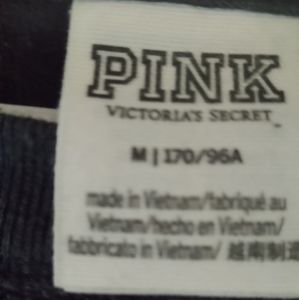 PINK
VICTORIA'S SECRET
M | 170/96A
made in Vietnam/fabriqué au
Vietnam/hecho en Vietnam/
fabbricato in Vietnam/ 越南制造